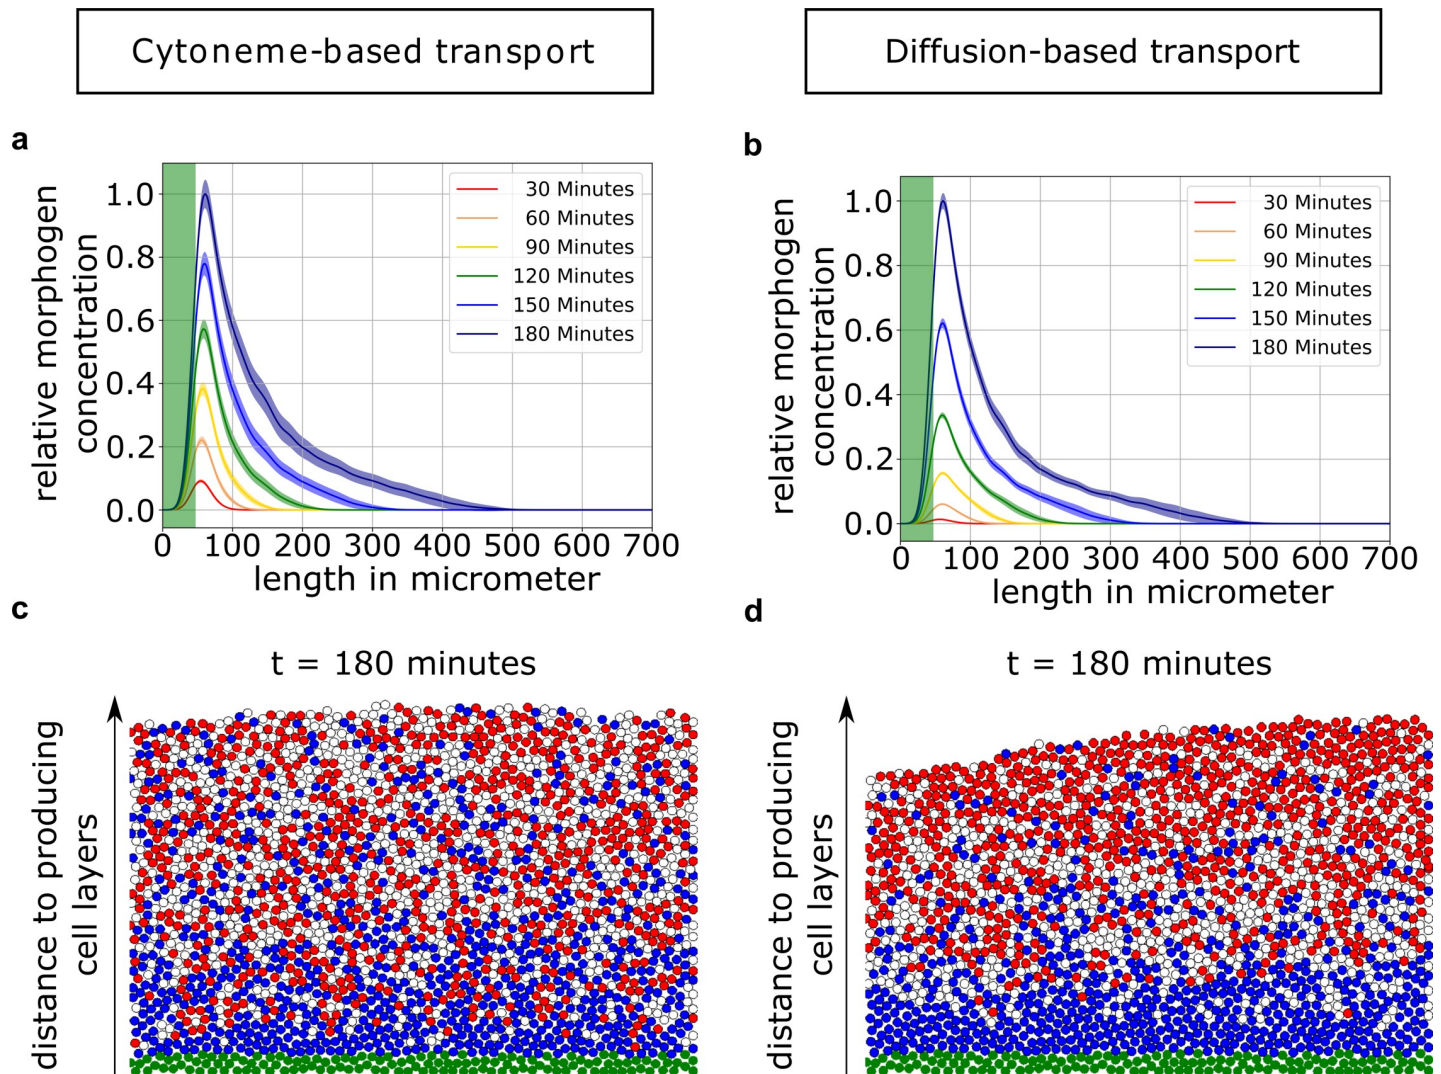 Cytoneme-based transport
Diffusion-based transport
a
relative morphogen
concentration
1.0
0.8
0.6
0.4
0.2
0.0
30 Minutes
60 Minutes
90 Minutes
120 Minutes
150 Minutes
180 Minutes
0 100 200 300 400 500 600 700
length in micrometer
b
relative morphogen
concentration
1.0
0.8
0.6
0.4
0.2
0.0
30 Minutes
60 Minutes
90 Minutes
120 Minutes
150 Minutes
180 Minutes
0 100 200 300 400 500 600 700
length in micrometer
c
t = 180 minutes
distance to producing
cell layers
d
t = 180 minutes
distance to producing
cell layers